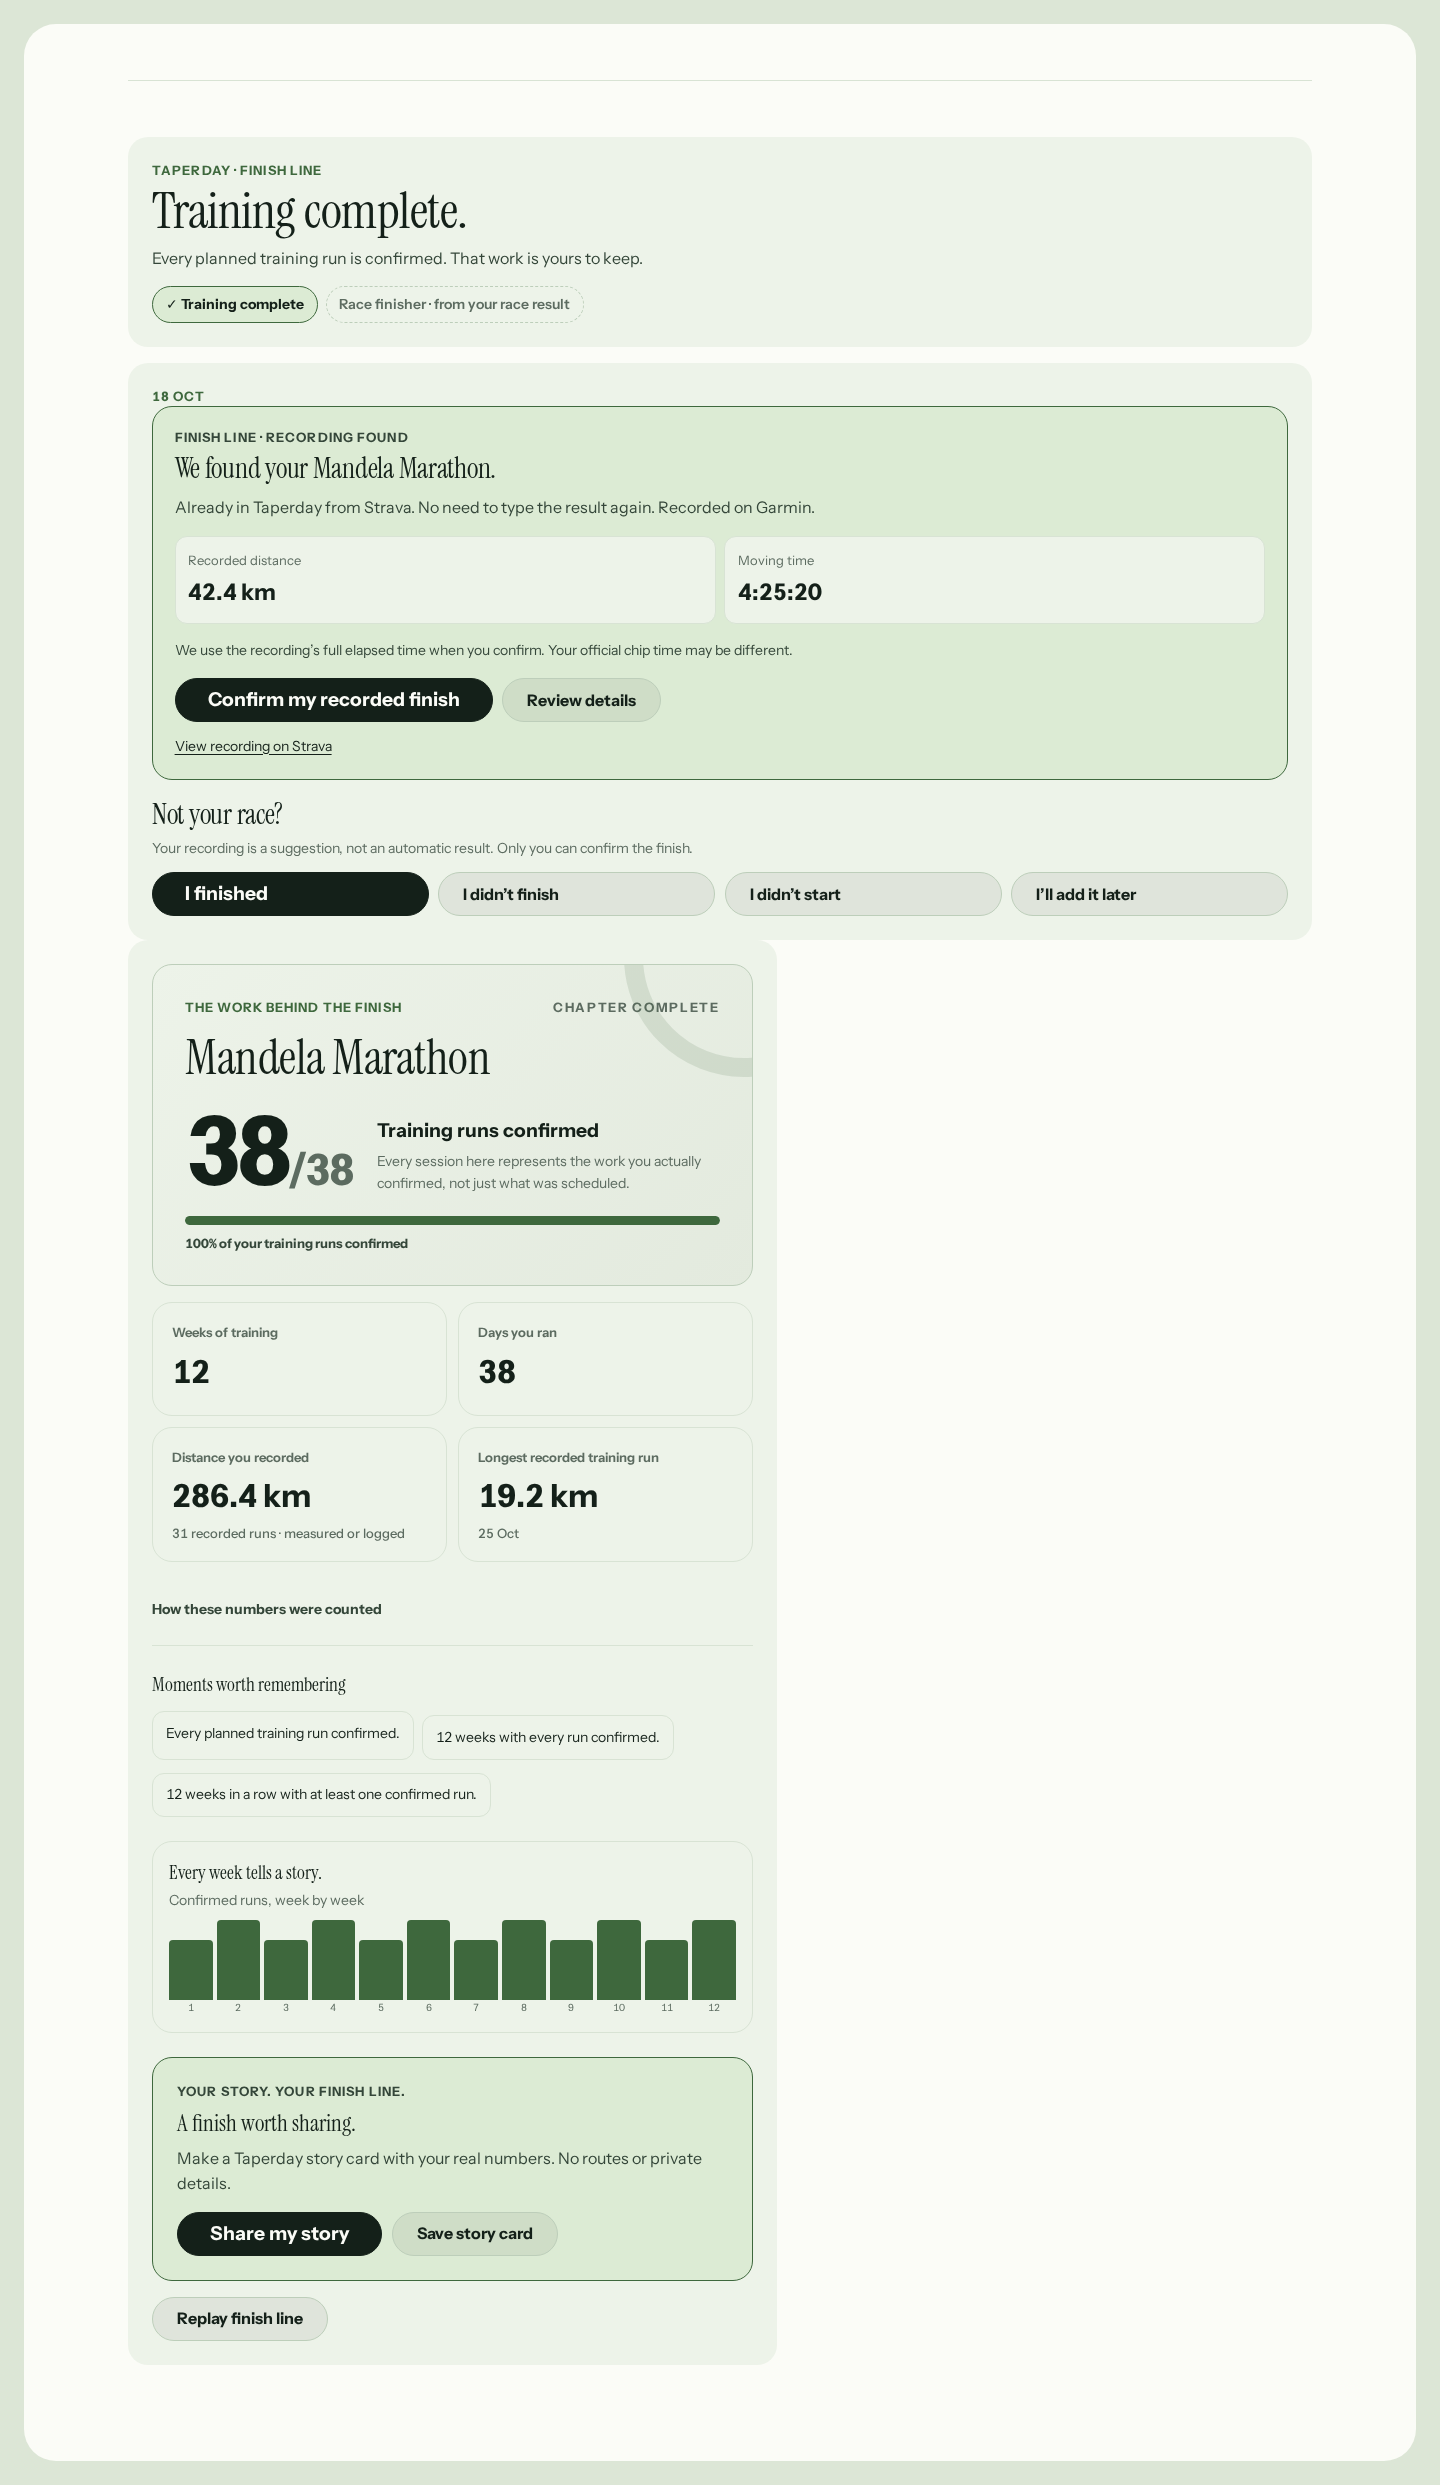 TAPERDAY · FINISH LINE
Training complete.
Every planned training run is confirmed. That work is yours to keep.
✓ Training complete
Race finisher · from your race result
18 OCT
FINISH LINE · RECORDING FOUND
We found your Mandela Marathon.
Already in Taperday from Strava. No need to type the result again. Recorded on Garmin.
Recorded distance
42.4 km
Moving time
4:25:20
We use the recording’s full elapsed time when you confirm. Your official chip time may be different.
Confirm my recorded finish
Review details
View recording on Strava
Not your race?
Your recording is a suggestion, not an automatic result. Only you can confirm the finish.
I finished
I didn’t finish
I didn’t start
I’ll add it later
THE WORK BEHIND THE FINISH
CHAPTER COMPLETE
Mandela Marathon
38/38
Training runs confirmed
Every session here represents the work you actually
confirmed, not just what was scheduled.
100% of your training runs confirmed
Weeks of training
12
Days you ran
38
Distance you recorded
286.4 km
31 recorded runs · measured or logged
Longest recorded training run
19.2 km
25 Oct
How these numbers were counted
Moments worth remembering
Every planned training run confirmed.
12 weeks with every run confirmed.
12 weeks in a row with at least one confirmed run.
Every week tells a story.
Confirmed runs, week by week
1 2 3 4 5 6 7 8 9 10 11 12
YOUR STORY. YOUR FINISH LINE.
A finish worth sharing.
Make a Taperday story card with your real numbers. No routes or private
details.
Share my story
Save story card
Replay finish line